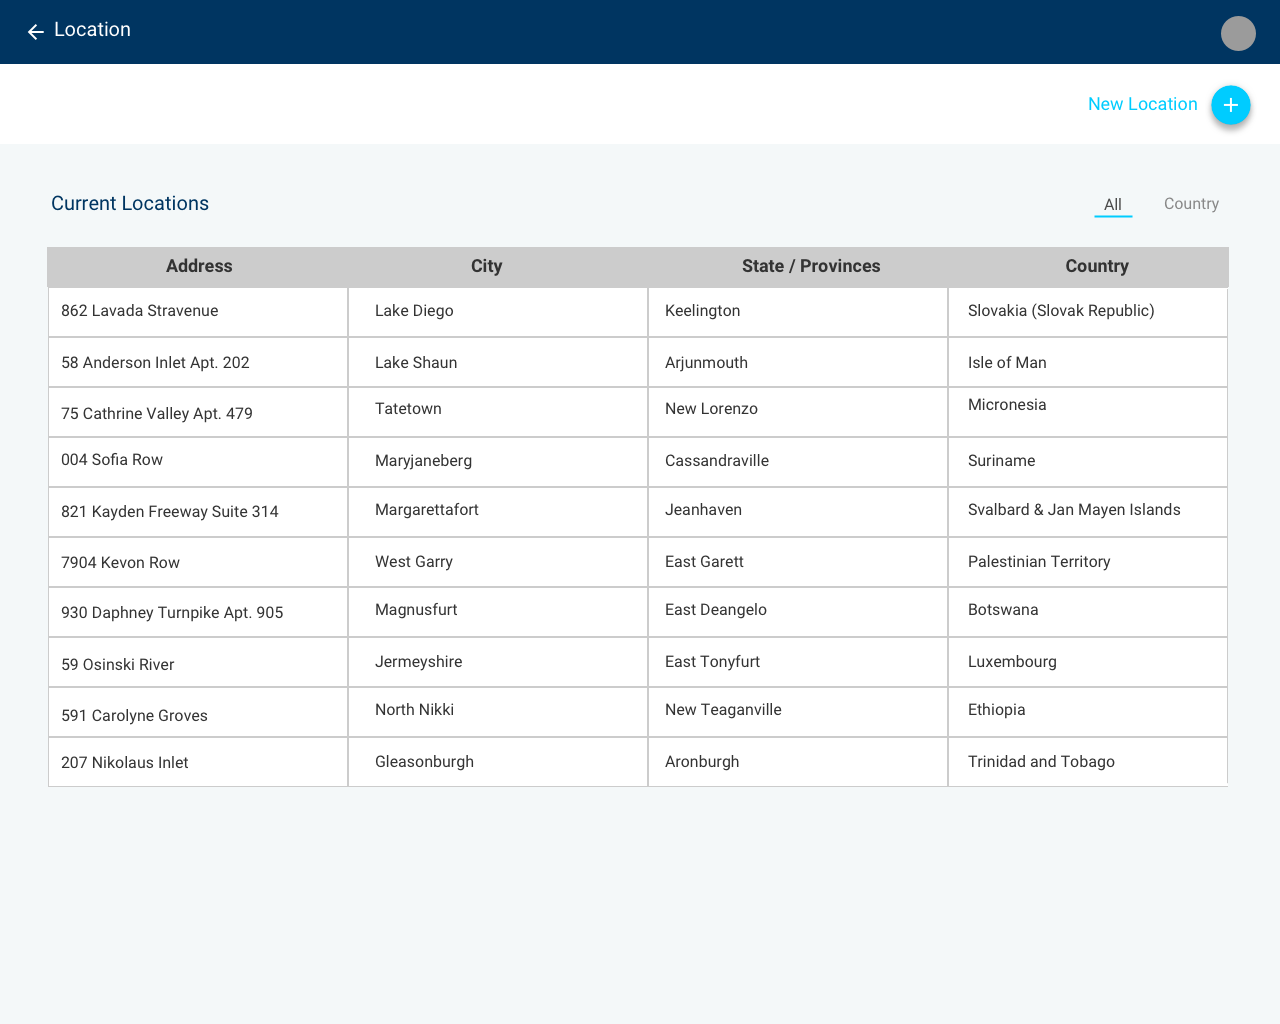 Location
New Location
Current Locations
All Country
Address City State / Provinces Country
862 Lavada Stravenue Lake Diego Keelington Slovakia (Slovak Republic)
58 Anderson Inlet Apt. 202 Lake Shaun Arjunmouth Isle of Man
75 Cathrine Valley Apt. 479 Tatetown New Lorenzo Micronesia
004 Sofia Row Maryjaneberg Cassandraville Suriname
821 Kayden Freeway Suite 314 Margarettafort Jeanhaven Svalbard & Jan Mayen Islands
7904 Kevon Row West Garry East Garett Palestinian Territory
930 Daphney Turnpike Apt. 905 Magnusfurt East Deangelo Botswana
59 Osinski River Jermeyshire East Tonyfurt Luxembourg
591 Carolyne Groves North Nikki New Teaganville Ethiopia
207 Nikolaus Inlet Gleasonburgh Aronburgh Trinidad and Tobago